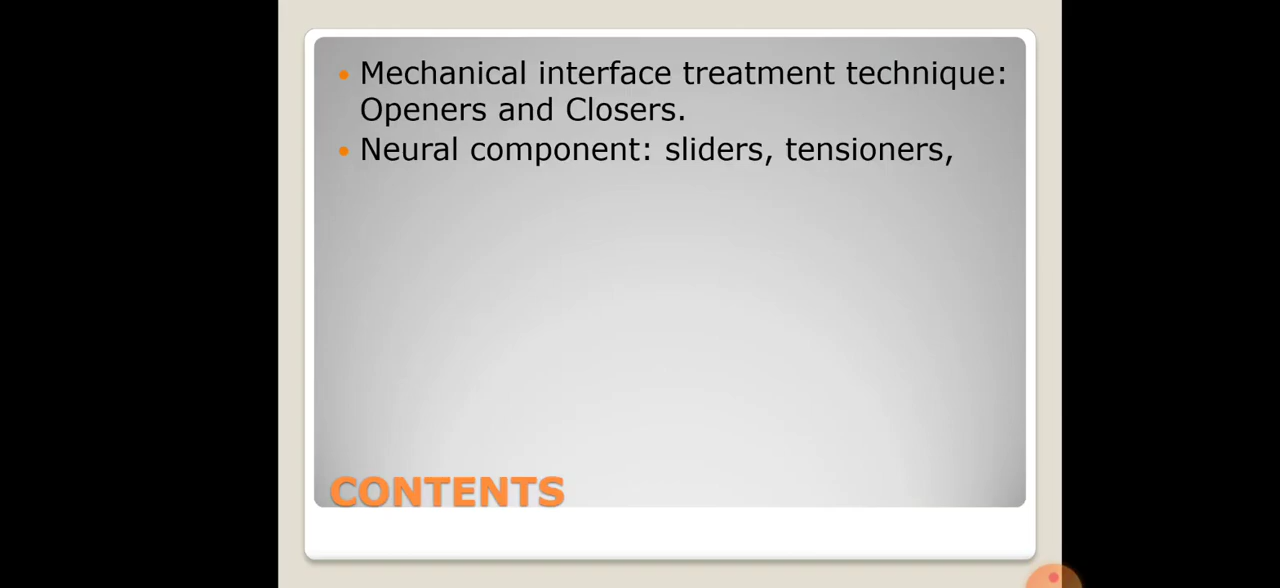 Mechanical interface treatment technique:
Openers and Closers.
Neural component: sliders, tensioners,
CONTENTS